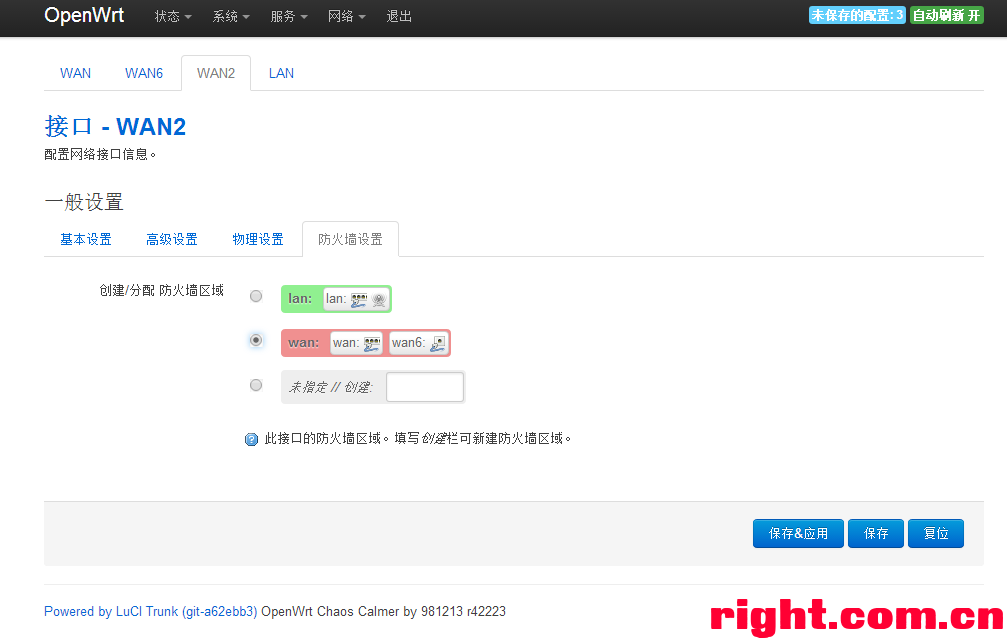 OpenWrt 状态 系统 服务 网络 退出 未保存的配置: 3 自动刷新 开
WAN WAN6 WAN2 LAN
接口 - WAN2
配置网络接口信息。
一般设置
基本设置 高级设置 物理设置 防火墙设置
创建/分配 防火墙区域 lan: lan:
wan: wan: wan6:
未指定 // 创建:
此接口的防火墙区域。填写创建栏可新建防火墙区域。
保存&应用 保存 复位
Powered by LuCI Trunk (git-a62ebb3) OpenWrt Chaos Calmer by 981213 r42223
right.com.cn